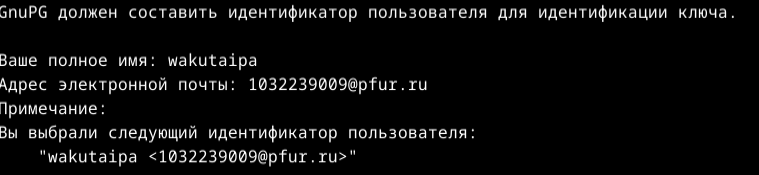 GnuPG должен составить идентификатор пользователя для идентификации ключа.
Ваше полное имя: wakutaipa
Адрес электронной почты: 1032239009@pfur.ru
Примечание:
Вы выбрали следующий идентификатор пользователя:
"wakutaipa <1032239009@pfur.ru>"